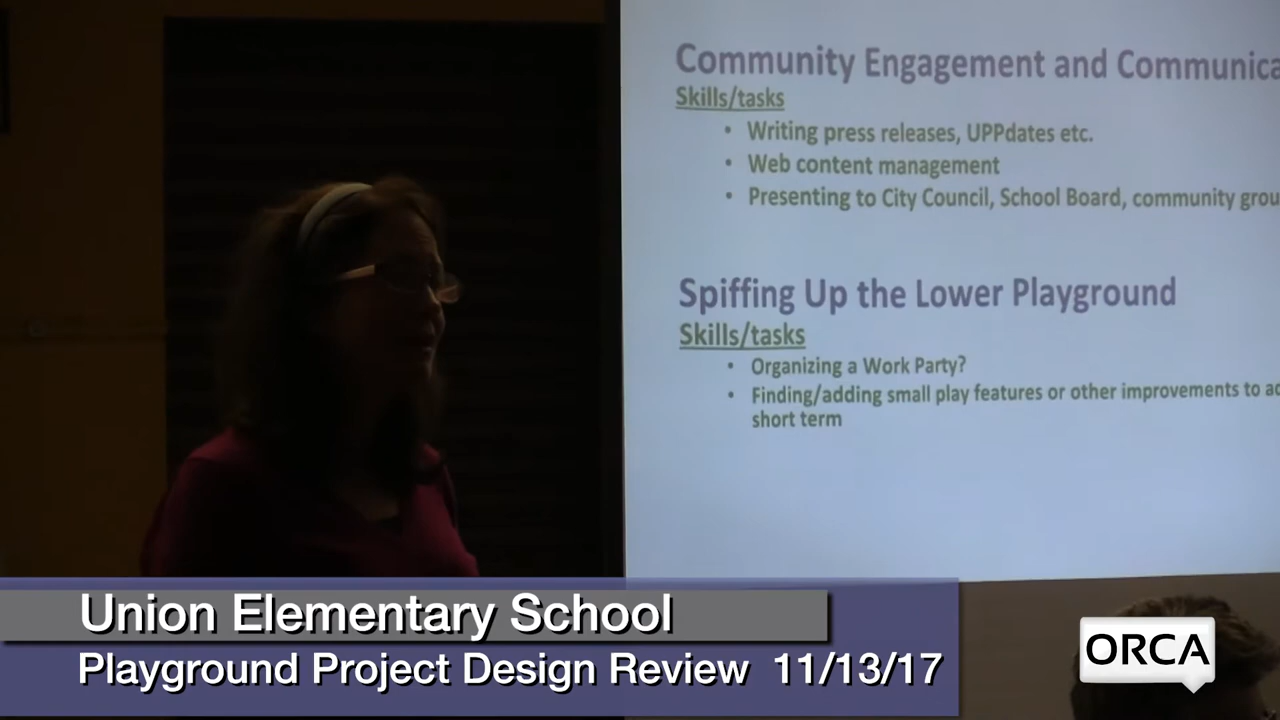 Community Engagement and Communica
Skills/tasks
• Writing press releases, UPPdates etc.
• Web content management
• Presenting to City Council, School Board, community grou
Spiffing Up the Lower Playground
Skills/tasks
• Organizing a Work Party?
• Finding/adding small play features or other improvements to ad
short term
Union Elementary School
Playground Project Design Review 11/13/17
ORCA